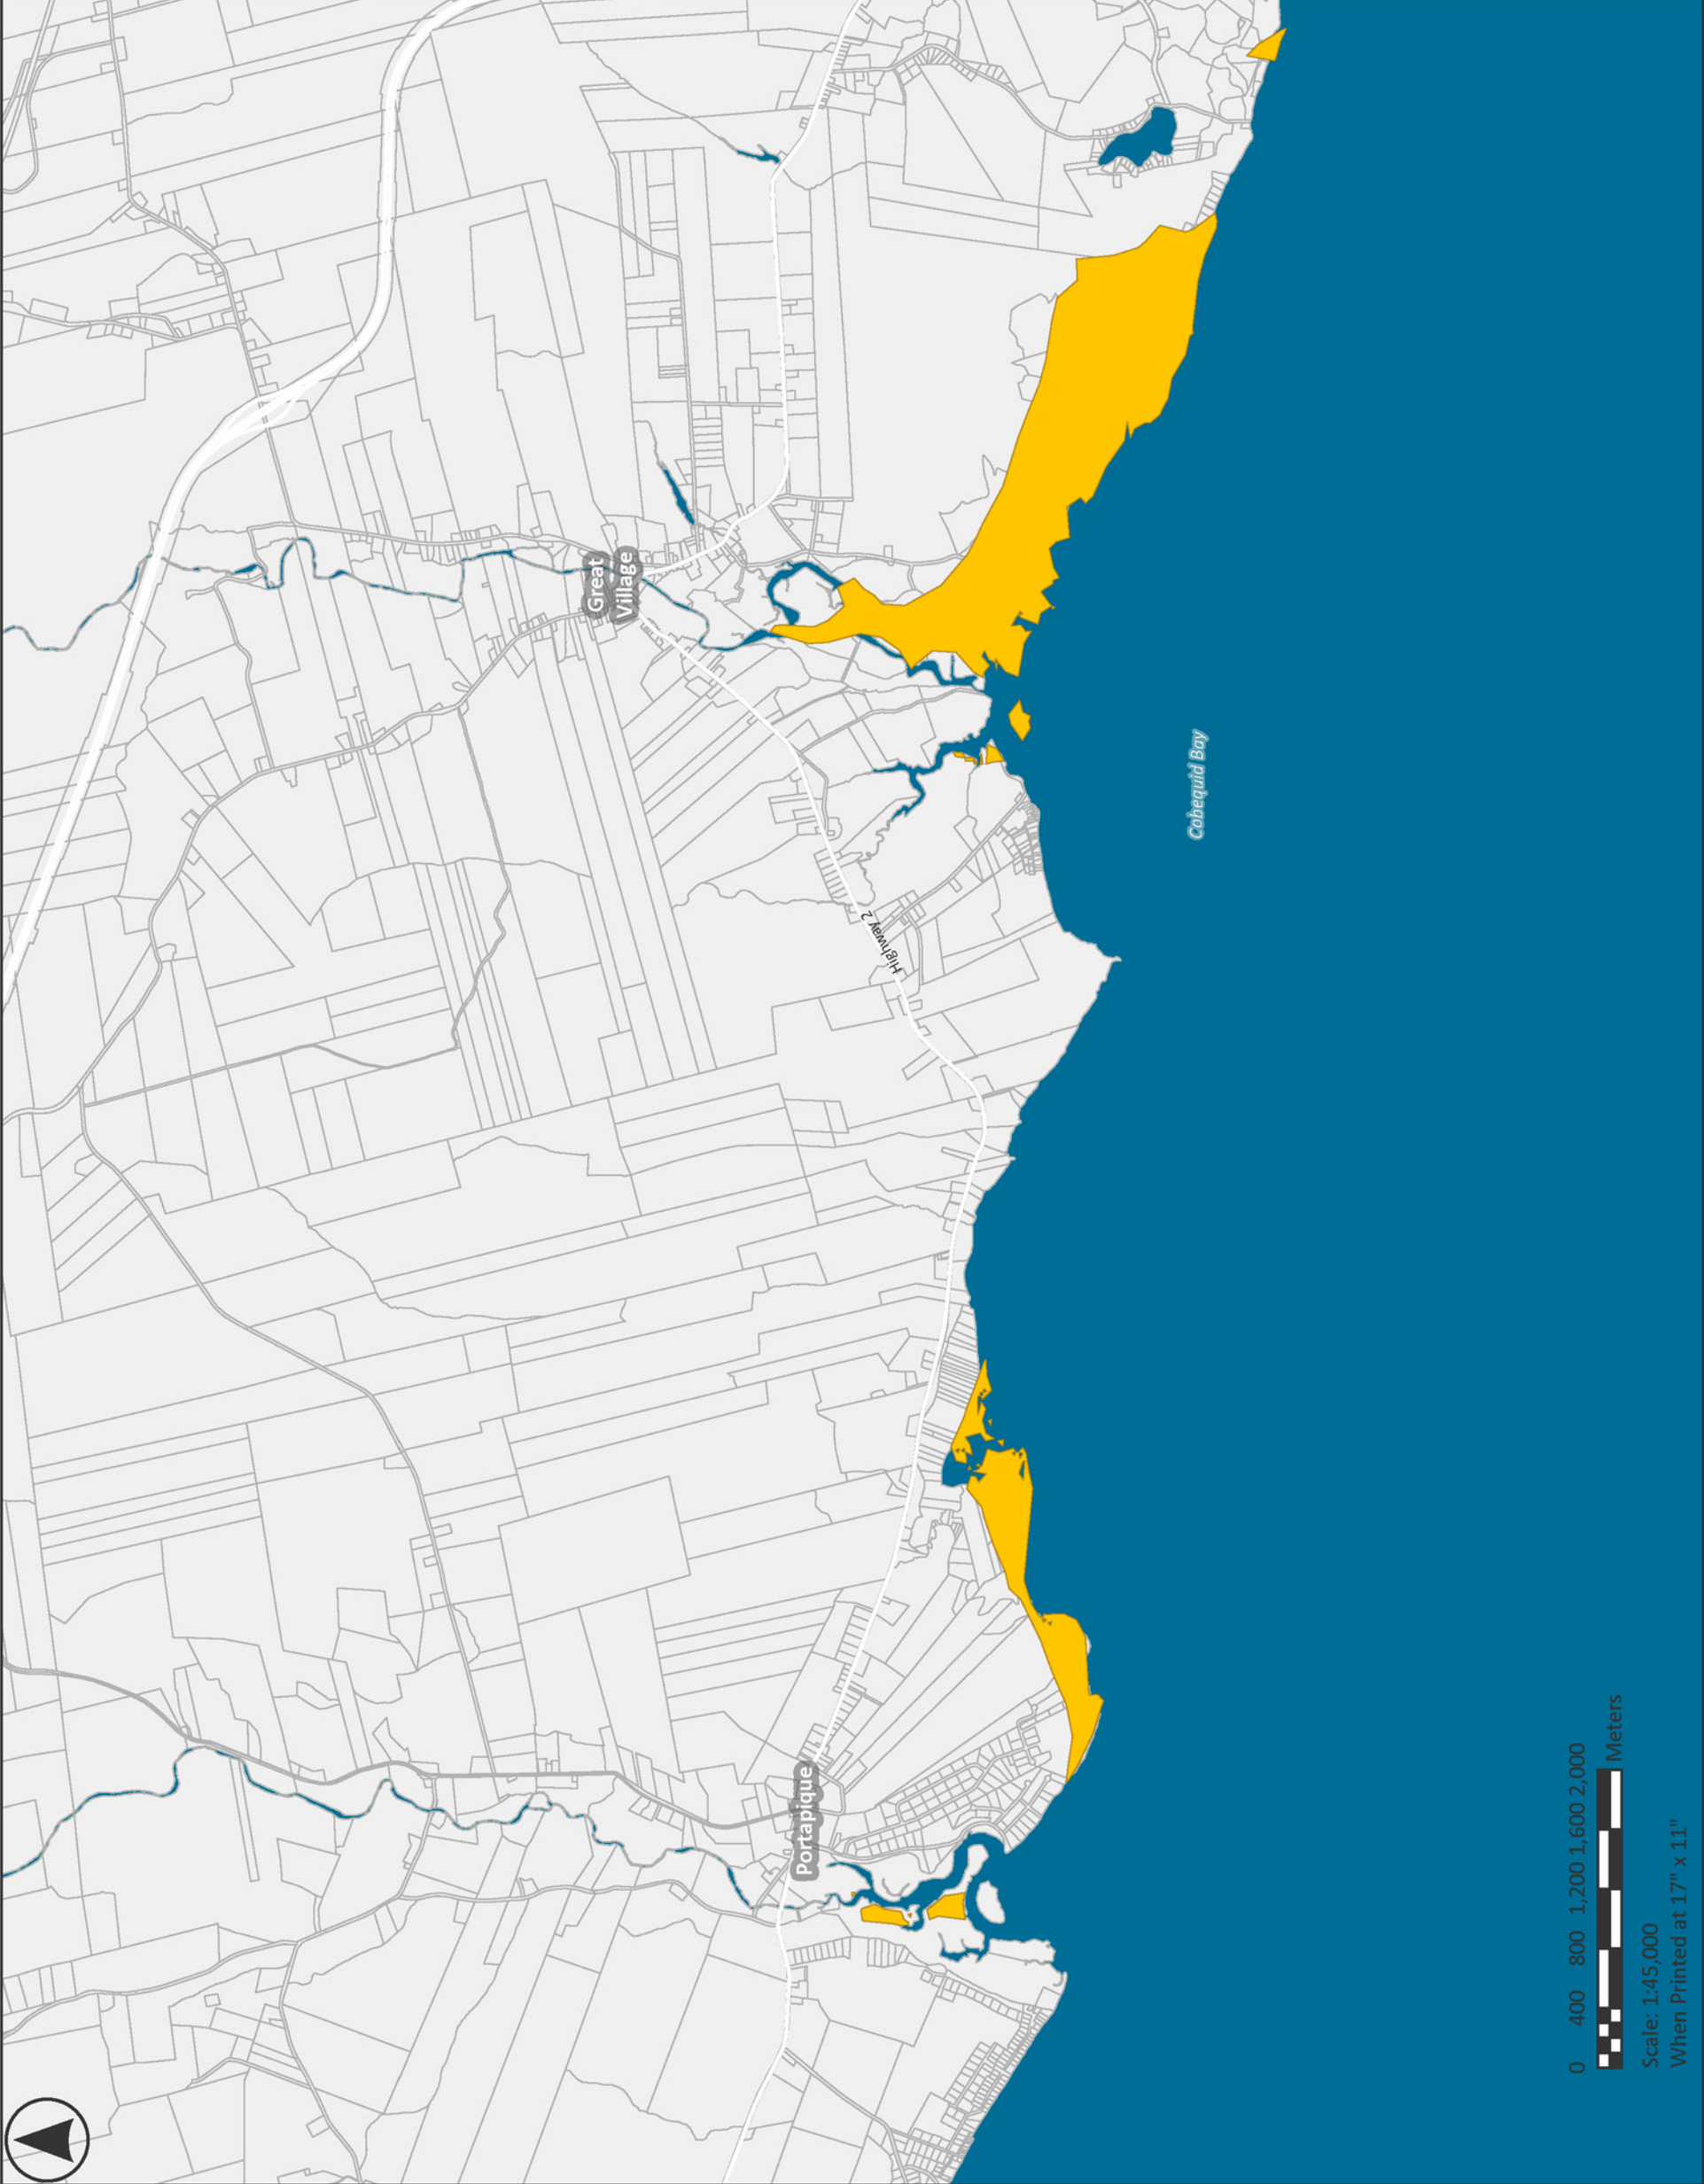 Great
Village
Portapique
Highway 2
Cobequid Bay
0 400 800 1,200 1,600 2,000
Meters
Scale: 1:45,000
When Printed at 17" x 11"